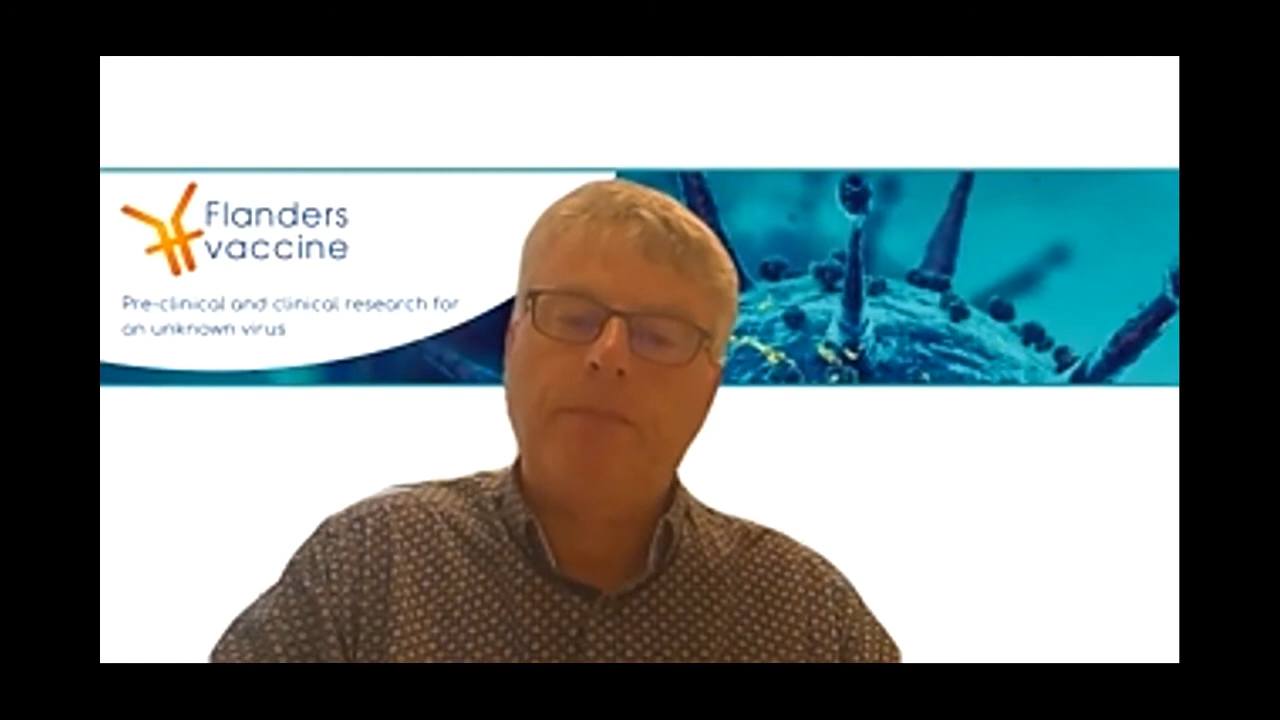 Flanders
vaccine
Pre-clinical and clinical research for
an unknown virus